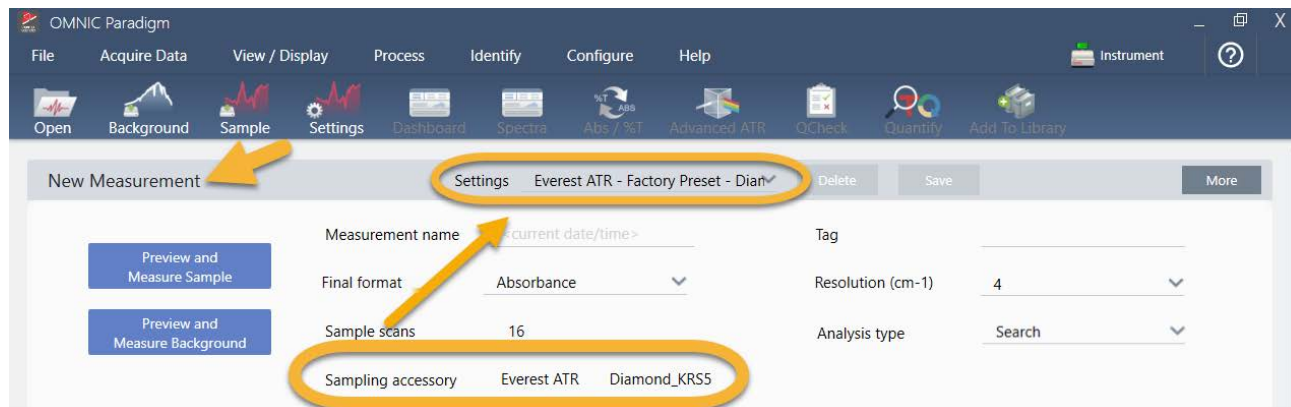 OMNIC Paradigm
File Acquire Data View / Display Process Identify Configure Help Instrument
%T ABS
Open Background Sample Settings Dashboard Spectra Abs / %T Advanced ATR QCheck Quantify Add To Library
New Measurement Settings Everest ATR - Factory Preset - Dian Delete Save More
Measurement name <current date/time> Tag
Preview and
Measure Sample
Final format Absorbance Resolution (cm-1) 4
Preview and
Measure Background
Sample scans 16 Analysis type Search
Sampling accessory Everest ATR Diamond_KRS5